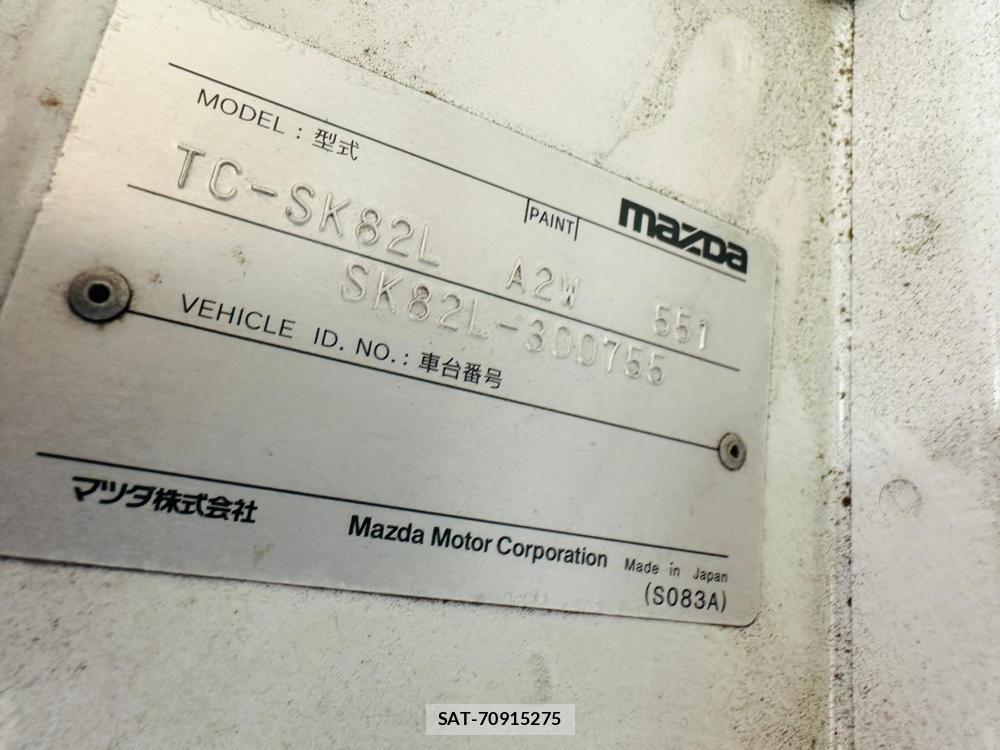 MODEL : 型式
PAINT
mazda
TC-SK82L A2W 551
SK82L-300755
VEHICLE ID. NO. : 車台番号
マツダ株式会社
Mazda Motor Corporation
Made in Japan
(S083A)
SAT-70915275